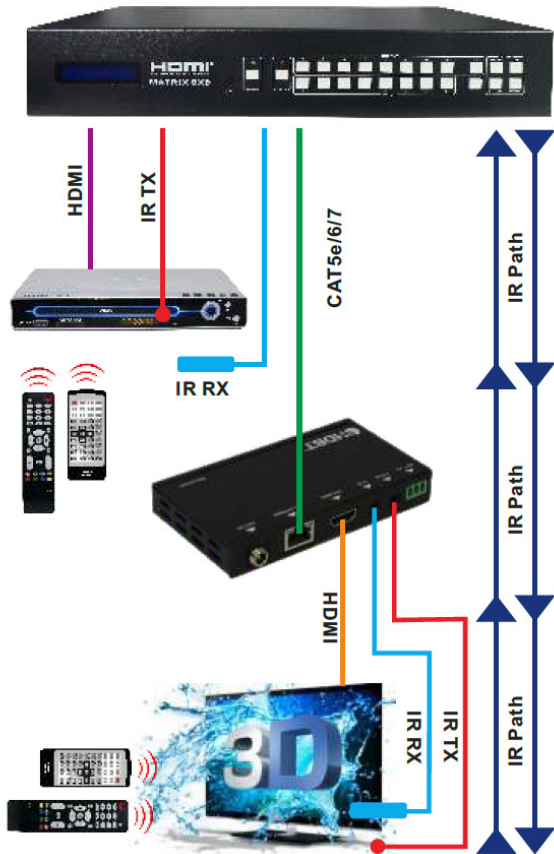 HDMI
MATRIX 8X8
HDMI
IR TX
CAT5e/6/7
IR Path
IR RX
IR Path
HDMI
IR RX
IR TX
IR Path
3D